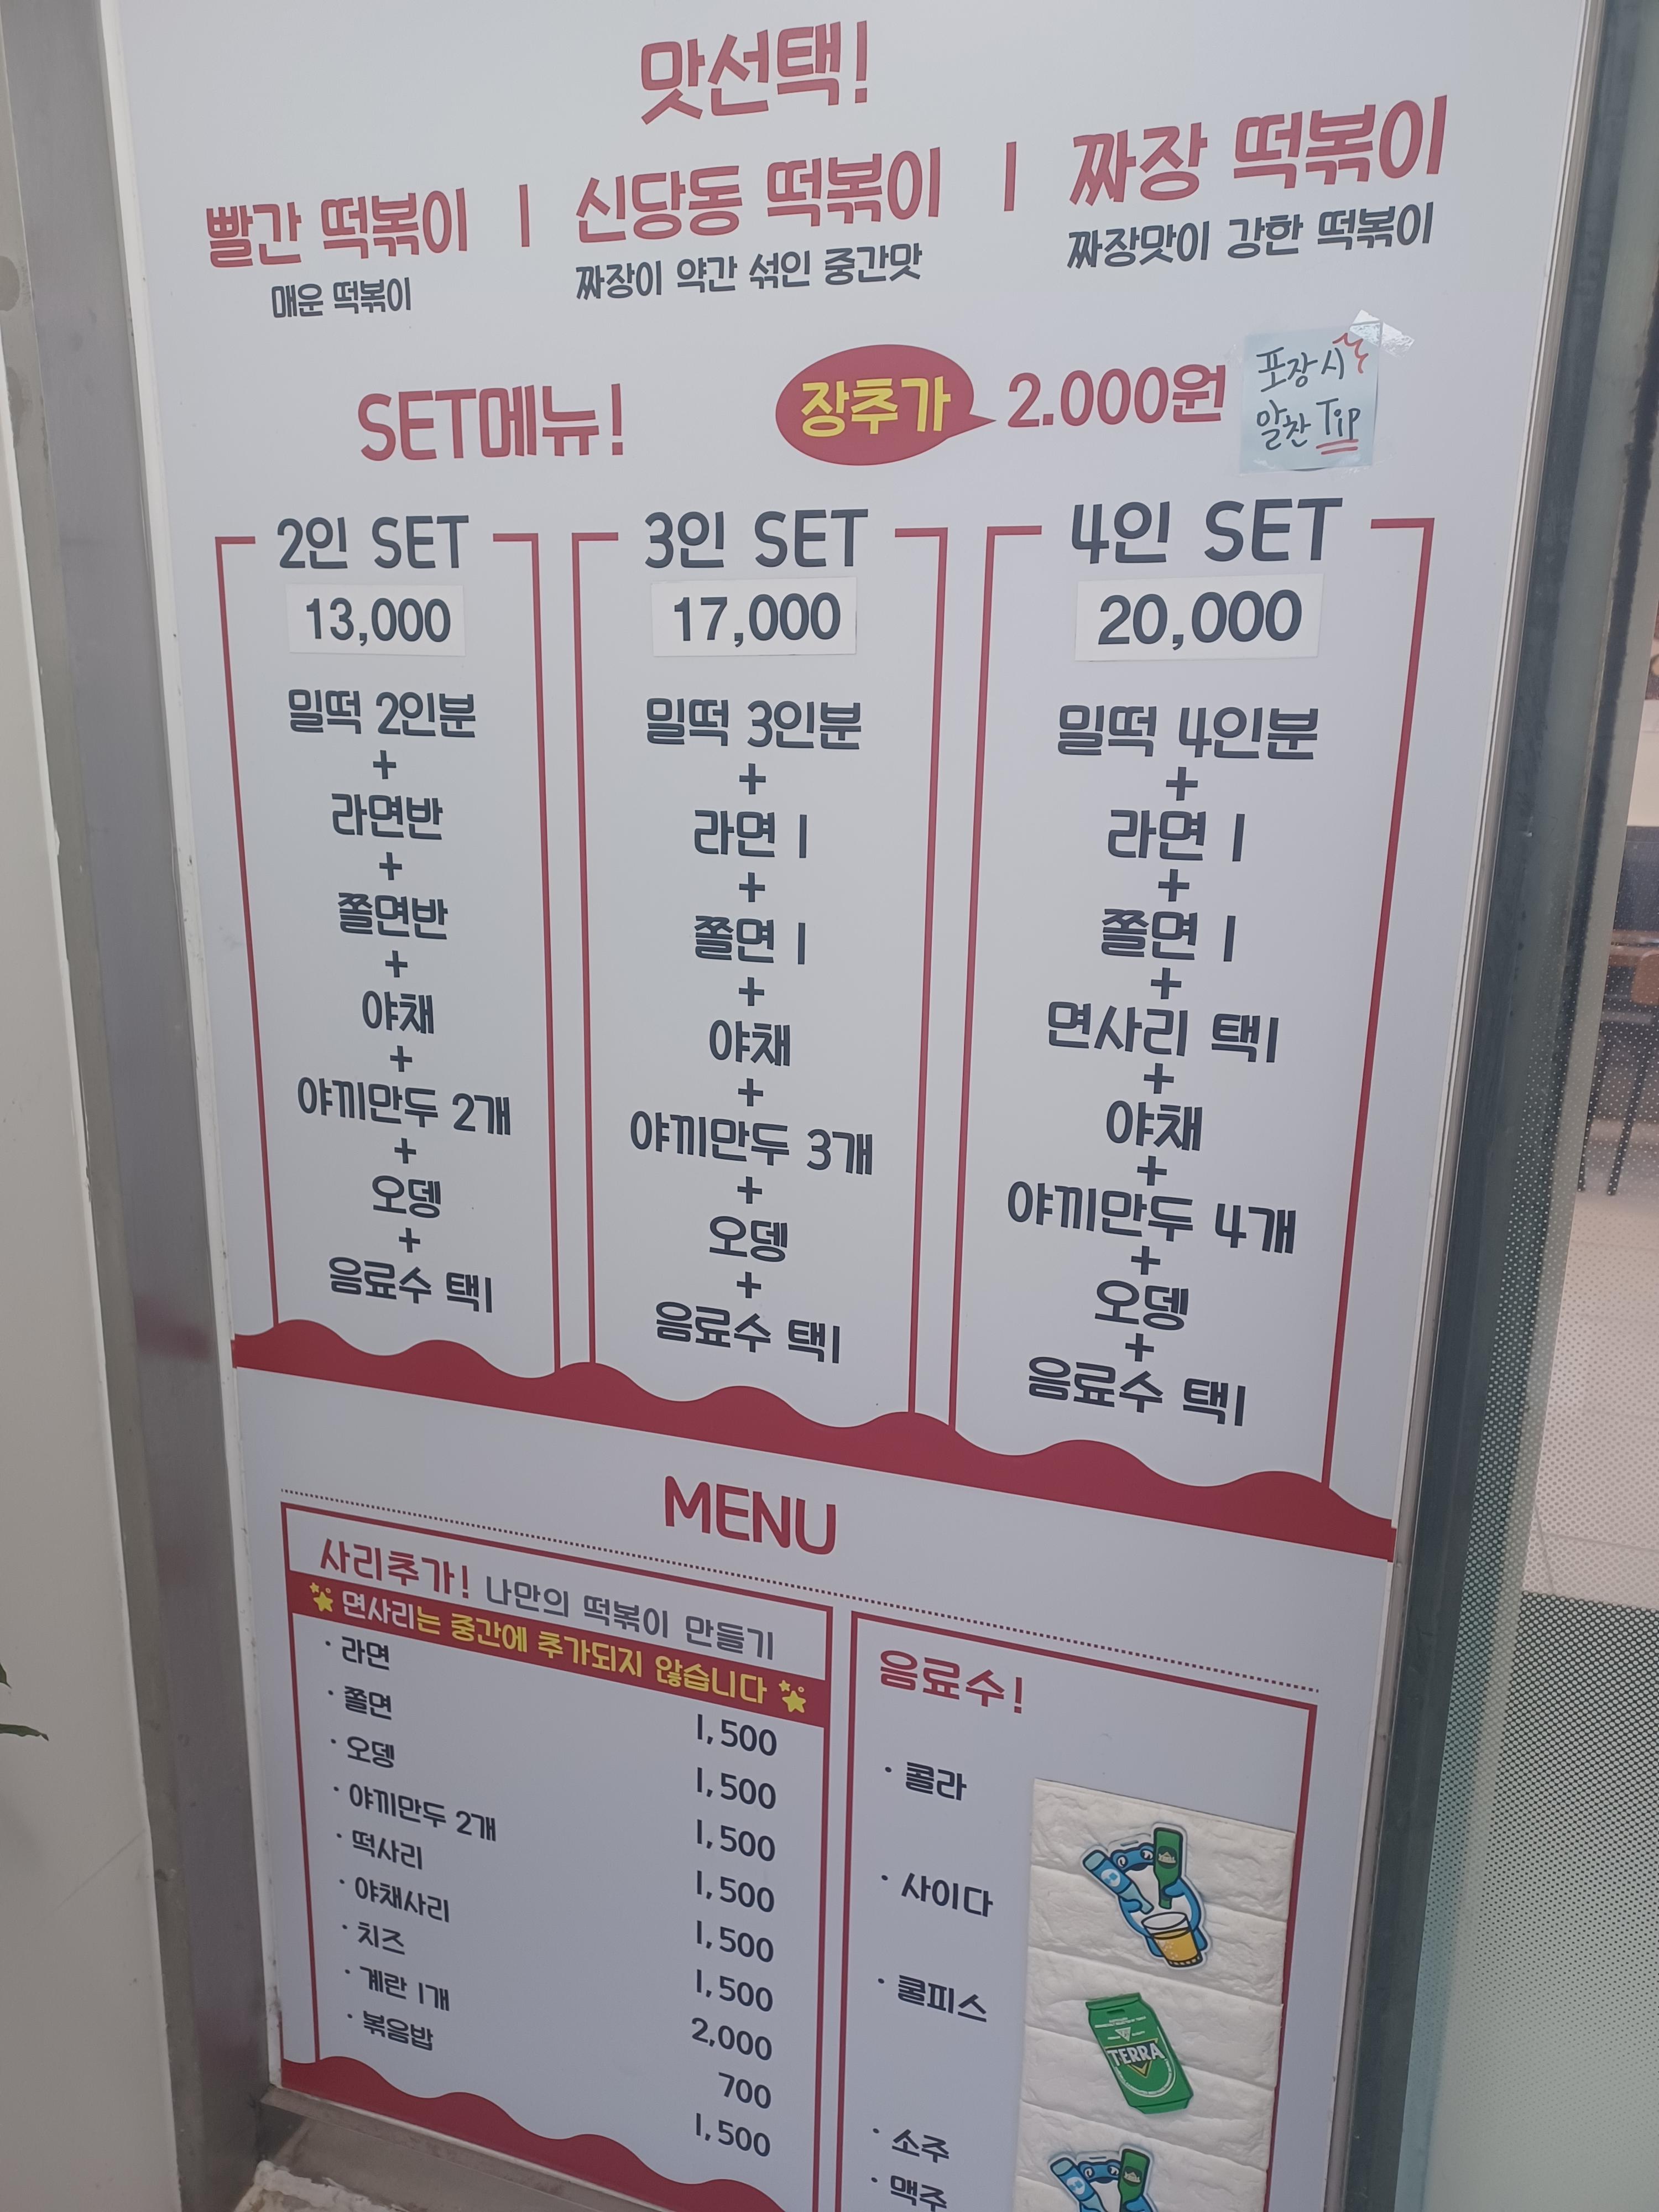 맛선택!
빨간 떡볶이 | 신당동 떡볶이 | 짜장 떡볶이
매운 떡볶이
짜장이 약간 섞인 중간맛
짜장맛이 강한 떡볶이
SET메뉴!
장추가
2.000원
포장시
알찬 Tip
2인 SET
13,000
밀떡 2인분
+
라면반
+
쫄면반
+
야채
+
야끼만두 2개
+
오뎅
+
음료수 택1
3인 SET
17,000
밀떡 3인분
+
라면 1
+
쫄면 1
+
야채
+
야끼만두 3개
+
오뎅
+
음료수 택1
4인 SET
20,000
밀떡 4인분
+
라면 1
+
쫄면 1
+
면사리 택1
+
야채
+
야끼만두 4개
+
오뎅
+
음료수 택1
MENU
사리추가! 나만의 떡볶이 만들기
면사리는 중간에 추가되지 않습니다
· 라면 1,500
· 쫄면 1,500
· 오뎅 1,500
· 야끼만두 2개 1,500
· 떡사리 1,500
· 야채사리 1,500
· 치즈 2,000
· 계란 1개 700
· 볶음밥 1,500
음료수!
· 콜라
· 사이다
· 쿨피스
· 소주
· 맥주
TERRA